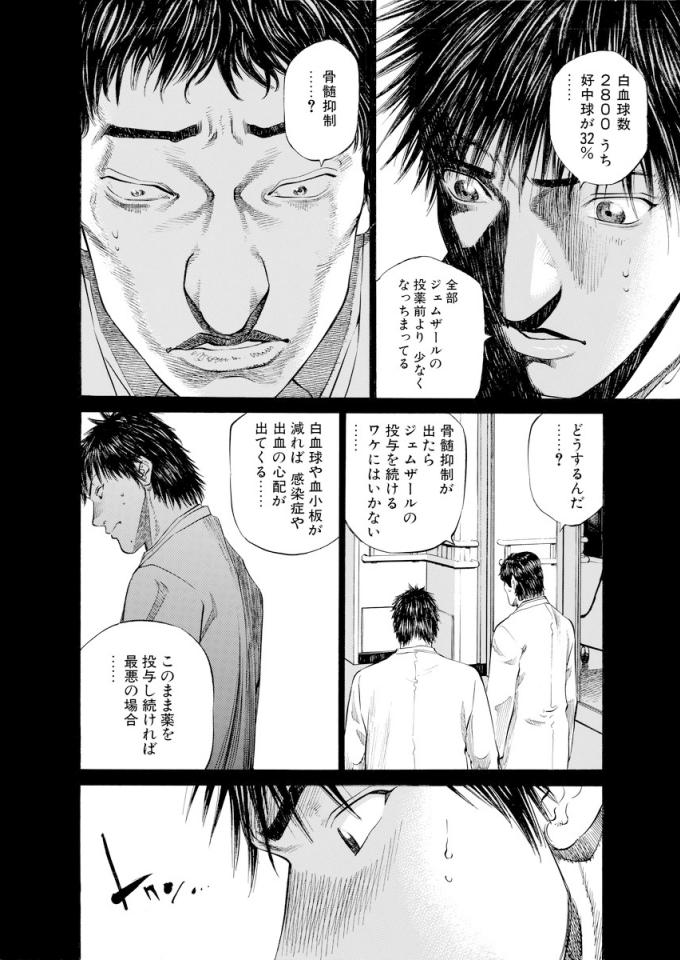 白血球数
2800 うち
好中球が32%
……
全部
ジェムザールの
投薬前より 少なく
なっちまってる
骨髄抑制
……?
どうするんだ
……?
骨髄抑制が
出たら
ジェムザールの
投与を続ける
ワケにはいかない
……
白血球や血小板が
減れば 感染症や
出血の心配が
出てくる……
このまま薬を
投与し続ければ
最悪の場合
……
ドクン…